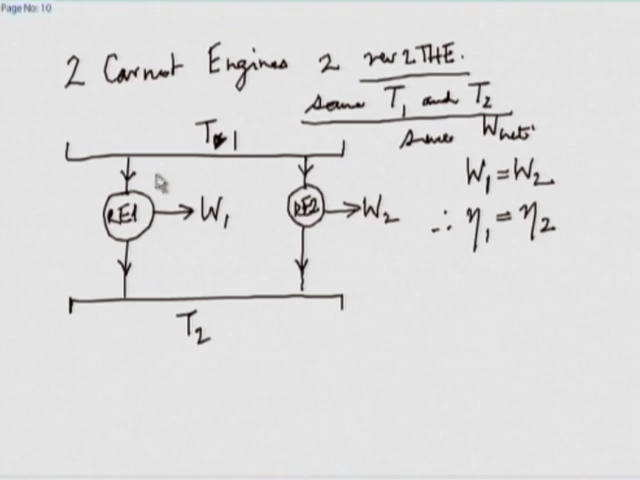 Page No: 10
2 Carnot Engines 2 rev 2THE.
same T1 and T2
same Wnet
T1
W1 = W2
RE1 → W1 RE2 → W2
∴ η1 = η2
T2